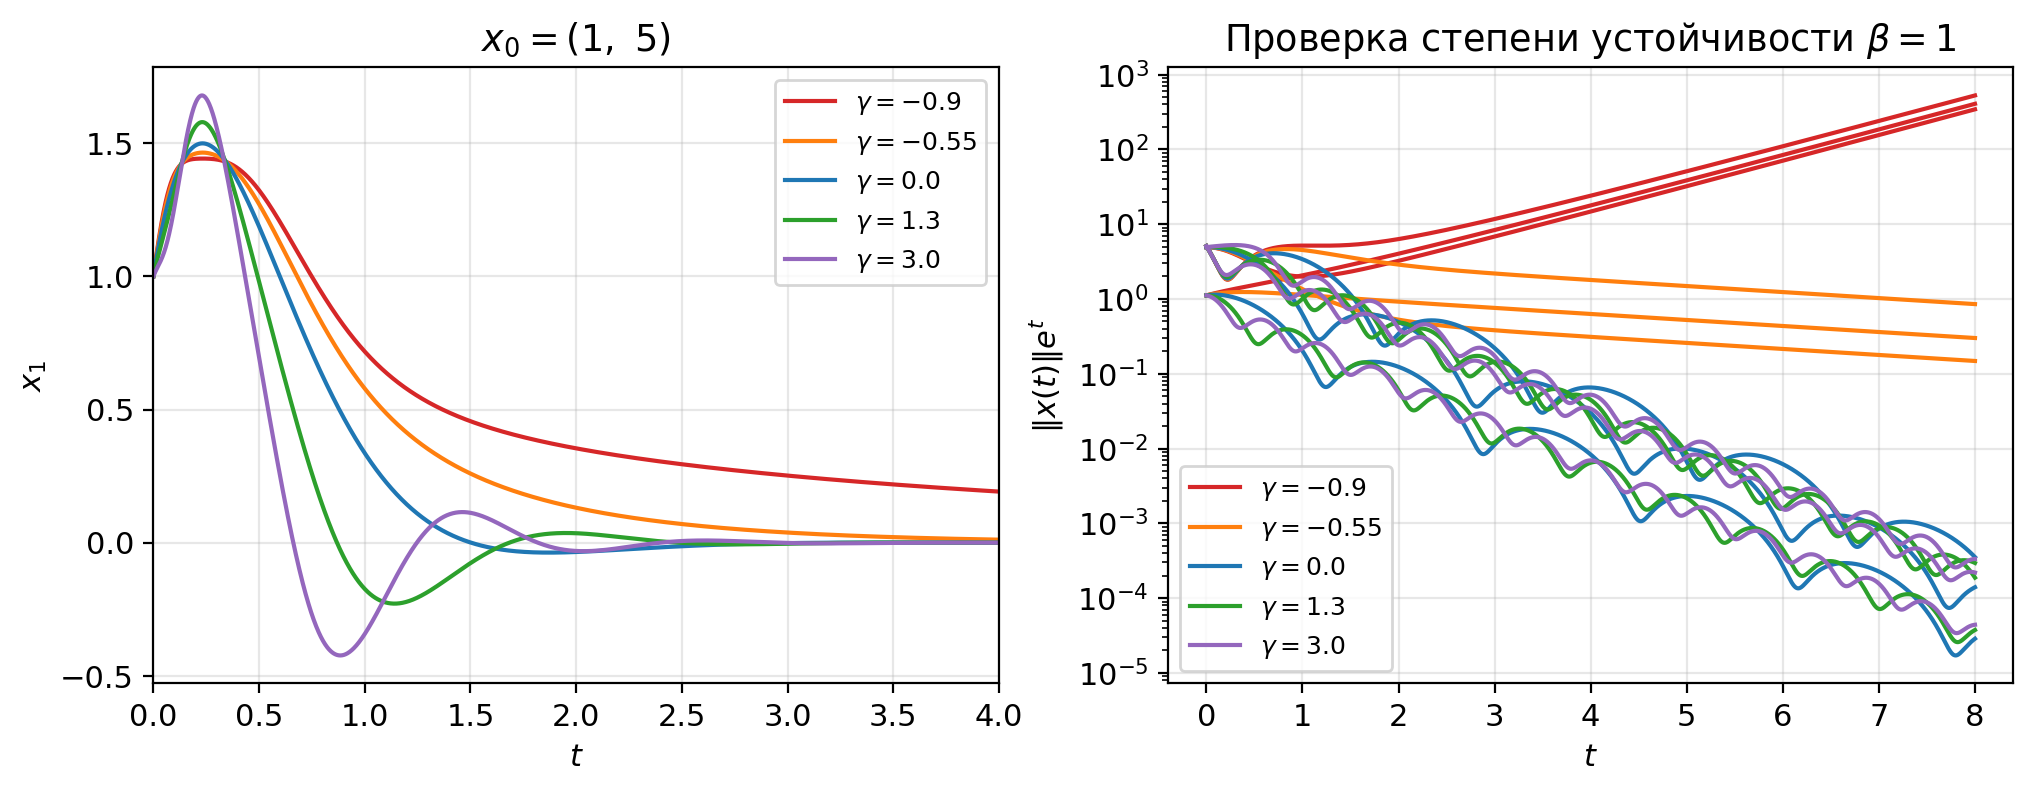 x₀ = (1, 5)
1.5
1.0
0.5
0.0
−0.5
x₁
0.0 0.5 1.0 1.5 2.0 2.5 3.0 3.5 4.0
t
γ = −0.9
γ = −0.55
γ = 0.0
γ = 1.3
γ = 3.0
Проверка степени устойчивости β = 1
10³
10²
10¹
10⁰
10⁻¹
10⁻²
10⁻³
10⁻⁴
10⁻⁵
‖x(t)‖eᵗ
γ = −0.9
γ = −0.55
γ = 0.0
γ = 1.3
γ = 3.0
0 1 2 3 4 5 6 7 8
t